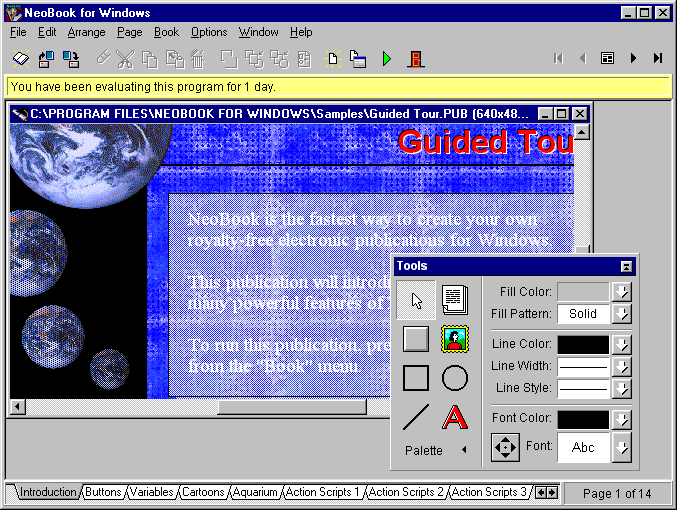 NeoBook for Windows
File Edit Arrange Page Book Options Window Help
You have been evaluating this program for 1 day.
C:\PROGRAM FILES\NEOBOOK FOR WINDOWS\Samples\Guided Tour.PUB (640x48...
Guided Tou
NeoBook is the fastest way to create your own
royalty-free electronic publications for Windows.
This publication will introd
many powerful features of
To run this publication, pre
from the "Book" menu.
Tools
Fill Color:
Fill Pattern: Solid
Line Color:
Line Width:
Line Style:
Font Color:
Font: Abc
A
Palette
Introduction Buttons Variables Cartoons Aquarium Action Scripts 1 Action Scripts 2 Action Scripts 3
Page 1 of 14